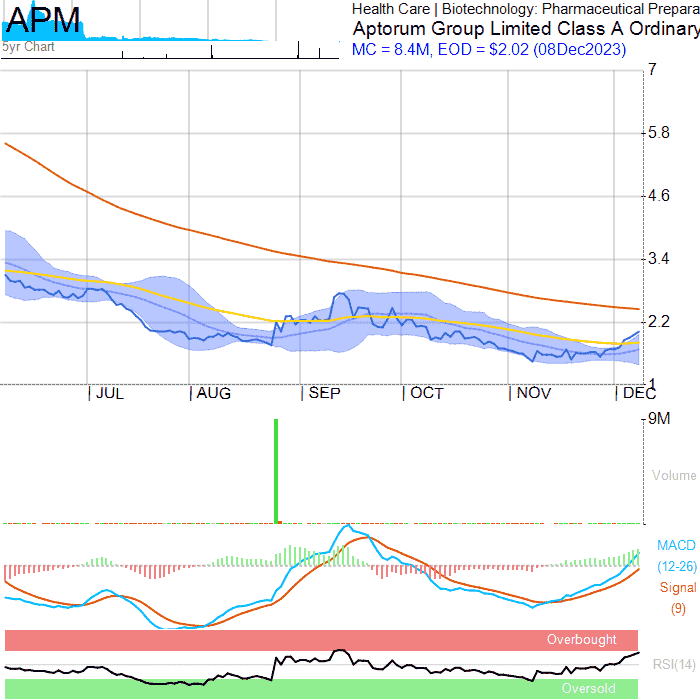 APM
5yr Chart
Health Care | Biotechnology: Pharmaceutical Prepara
Aptorum Group Limited Class A Ordinary
MC = 8.4M, EOD = $2.02 (08Dec2023)
7
5.8
4.6
3.4
2.2
1
JUL AUG SEP OCT NOV DEC
9M
Volume
MACD
(12-26)
Signal
(9)
Overbought
RSI(14)
Oversold